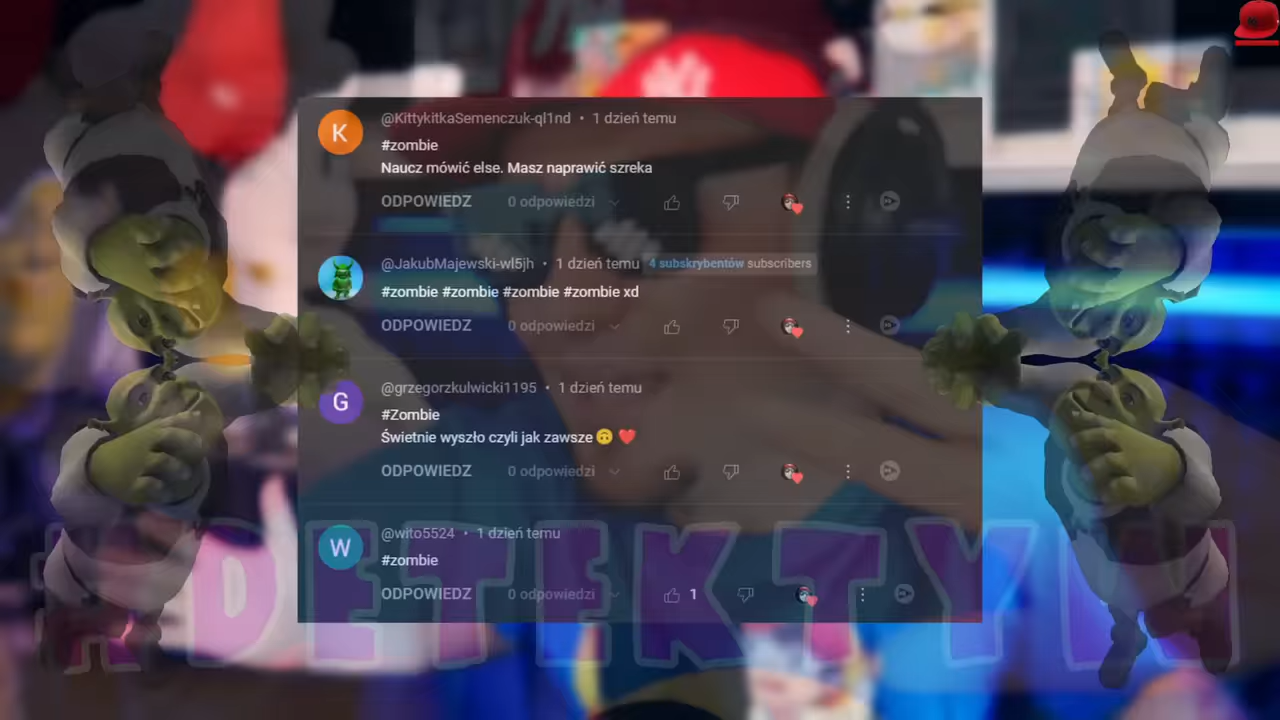 K
@KittykitkaSemenczuk-ql1nd • 1 dzień temu
#zombie
Naucz mówić else. Masz naprawić szreka
ODPOWIEDZ 0 odpowiedzi
@JakubMajewski-wl5jh • 1 dzień temu 4 subskrybentów subscribers
#zombie #zombie #zombie #zombie xd
ODPOWIEDZ 0 odpowiedzi
G
@grzegorzkulwicki1195 • 1 dzień temu
#Zombie
Świetnie wyszło czyli jak zawsze 🙃 ❤️
ODPOWIEDZ 0 odpowiedzi
W
@wito5524 • 1 dzień temu
#zombie
ODPOWIEDZ 0 odpowiedzi 1
DETEKTYW